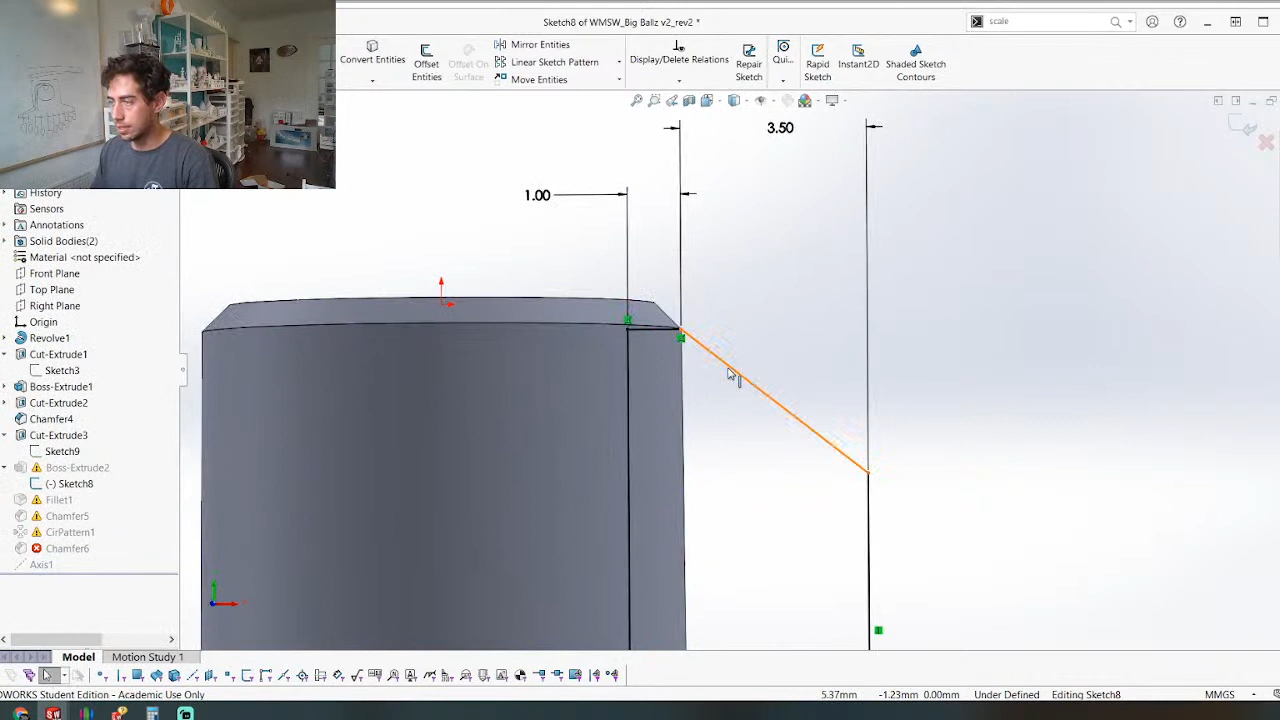 Sketch8 of WMSW_Big Ballz v2_rev2 *
scale
Convert Entities
Offset Entities
Offset On Surface
Mirror Entities
Linear Sketch Pattern
Move Entities
Display/Delete Relations
Repair Sketch
Qui...
Rapid Sketch
Instant2D
Shaded Sketch Contours
3.50
1.00
History
Sensors
Annotations
Solid Bodies(2)
Material <not specified>
Front Plane
Top Plane
Right Plane
Origin
Revolve1
Cut-Extrude1
Sketch3
Boss-Extrude1
Cut-Extrude2
Chamfer4
Cut-Extrude3
Sketch9
Boss-Extrude2
(-) Sketch8
Fillet1
Chamfer5
CirPattern1
Chamfer6
Axis1
Model
Motion Study 1
OWORKS Student Edition - Academic Use Only
5.37mm
-1.23mm
0.00mm
Under Defined
Editing Sketch8
MMGS